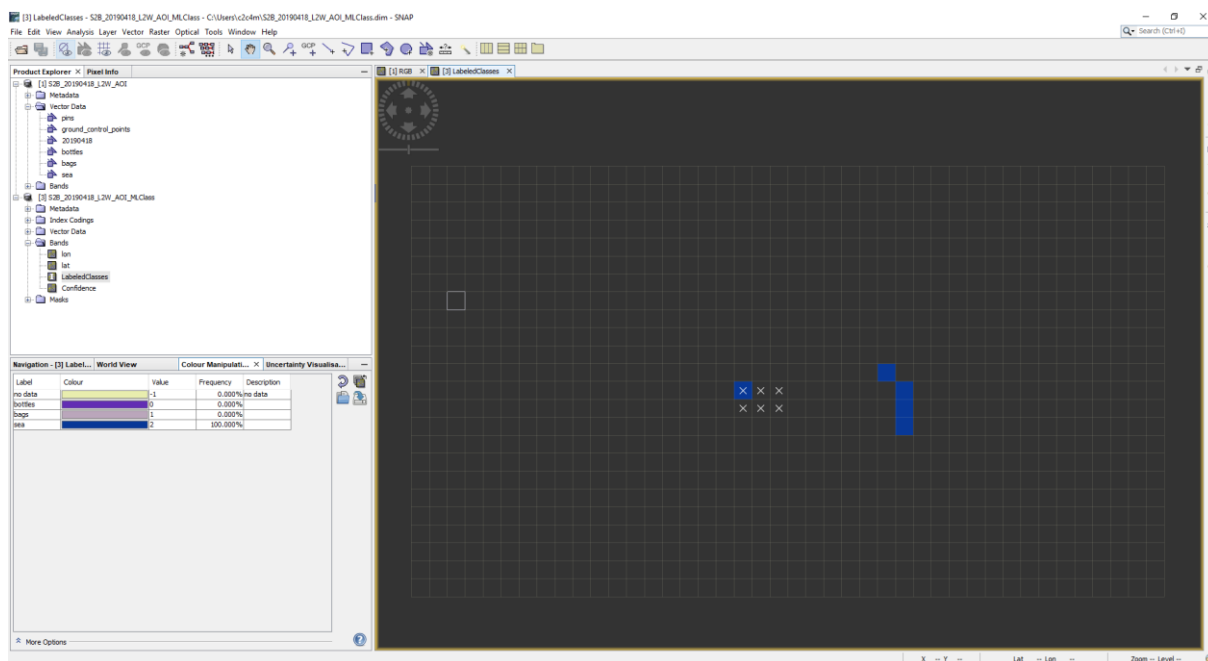 [3] LabeledClasses - S2B_20190418_L2W_AOI_MLClass - C:\Users\c2c4m\S2B_20190418_L2W_AOI_MLClass.dim - SNAP
File Edit View Analysis Layer Vector Raster Optical Tools Window Help
Search (Ctrl+I)
GCP GCP
Product Explorer × Pixel Info
[1] RGB × [3] LabeledClasses ×
[1] S2B_20190418_L2W_AOI
Metadata
Vector Data
pins
ground_control_points
20190418
bottles
bags
sea
Bands
[3] S2B_20190418_L2W_AOI_MLClass
Metadata
Index Codings
Vector Data
Bands
lon
lat
LabeledClasses
Confidence
Masks
Navigation - [3] Label... World View Colour Manipulati... × Uncertainty Visualisa...
Label Colour Value Frequency Description
no data -1 0.000% no data
bottles 0 0.000%
bags 1 0.000%
sea 2 100.000%
More Options
X -- Y -- Lat -- Lon -- Zoom -- Level --